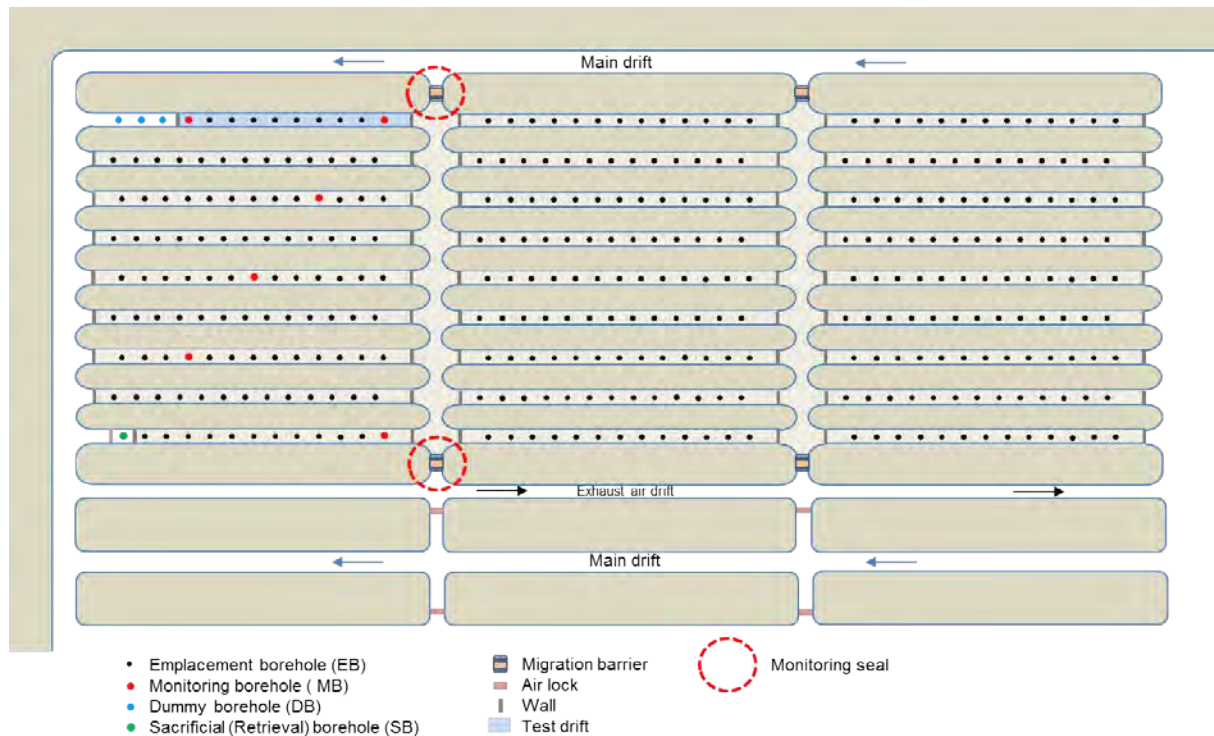 Main drift
Exhaust air drift
Main drift
Emplacement borehole (EB)
Monitoring borehole ( MB)
Dummy borehole (DB)
Sacrificial (Retrieval) borehole (SB)
Migration barrier
Air lock
Wall
Test drift
Monitoring seal